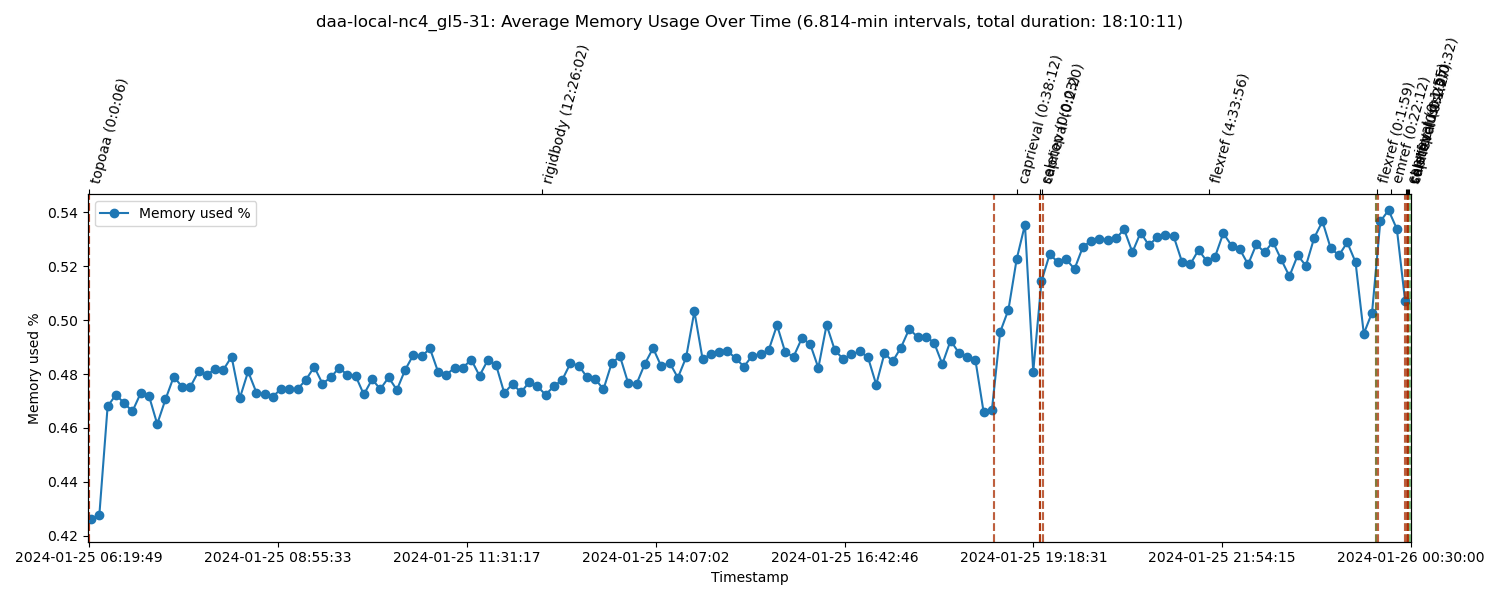 daa-local-nc4_gl5-31: Average Memory Usage Over Time (6.814-min intervals, total duration: 18:10:11)
topoaa (0:0:06)
rigidbody (12:26:02)
caprieval (0:38:12)
flexref (4:33:56)
flexref (0:1:59)
emref (0:22:12)
Memory used %
Memory used %
0.54
0.52
0.50
0.48
0.46
0.44
0.42
2024-01-25 06:19:49
2024-01-25 08:55:33
2024-01-25 11:31:17
2024-01-25 14:07:02
2024-01-25 16:42:46
2024-01-25 19:18:31
2024-01-25 21:54:15
2024-01-26 00:30:00
Timestamp